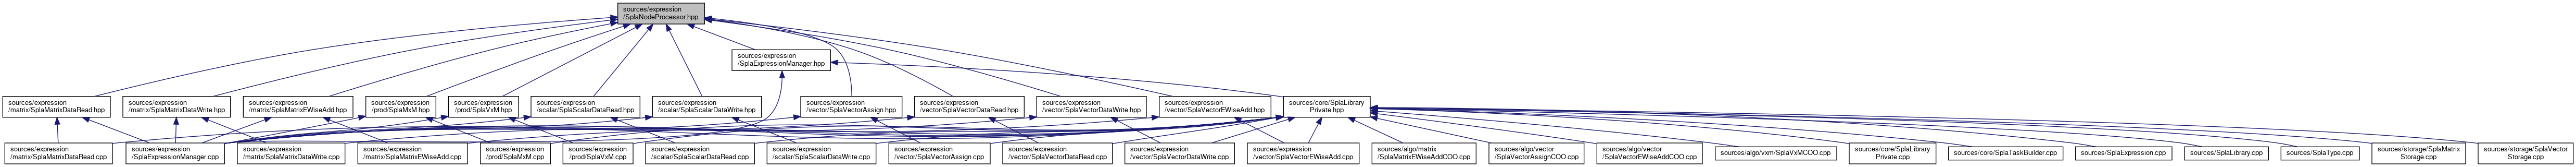 sources/expression
/SplaNodeProcessor.hpp
sources/expression
/SplaExpressionManager.hpp
sources/expression
/matrix/SplaMatrixDataRead.hpp
sources/expression
/matrix/SplaMatrixDataWrite.hpp
sources/expression
/matrix/SplaMatrixEWiseAdd.hpp
sources/expression
/prod/SplaMxM.hpp
sources/expression
/prod/SplaVxM.hpp
sources/expression
/scalar/SplaScalarDataRead.hpp
sources/expression
/scalar/SplaScalarDataWrite.hpp
sources/expression
/vector/SplaVectorAssign.hpp
sources/expression
/vector/SplaVectorDataRead.hpp
sources/expression
/vector/SplaVectorDataWrite.hpp
sources/expression
/vector/SplaVectorEWiseAdd.hpp
sources/core/SplaLibrary
Private.hpp
sources/expression
/matrix/SplaMatrixDataRead.cpp
sources/expression
/SplaExpressionManager.cpp
sources/expression
/matrix/SplaMatrixDataWrite.cpp
sources/expression
/matrix/SplaMatrixEWiseAdd.cpp
sources/expression
/prod/SplaMxM.cpp
sources/expression
/prod/SplaVxM.cpp
sources/expression
/scalar/SplaScalarDataRead.cpp
sources/expression
/scalar/SplaScalarDataWrite.cpp
sources/expression
/vector/SplaVectorAssign.cpp
sources/expression
/vector/SplaVectorDataRead.cpp
sources/expression
/vector/SplaVectorDataWrite.cpp
sources/expression
/vector/SplaVectorEWiseAdd.cpp
sources/algo/matrix
/SplaMatrixEWiseAddCOO.cpp
sources/algo/vector
/SplaVectorAssignCOO.cpp
sources/algo/vector
/SplaVectorEWiseAddCOO.cpp
sources/algo/vxm/SplaVxMCOO.cpp
sources/core/SplaLibrary
Private.cpp
sources/core/SplaTaskBuilder.cpp
sources/SplaExpression.cpp
sources/SplaLibrary.cpp
sources/SplaType.cpp
sources/storage/SplaMatrix
Storage.cpp
sources/storage/SplaVector
Storage.cpp